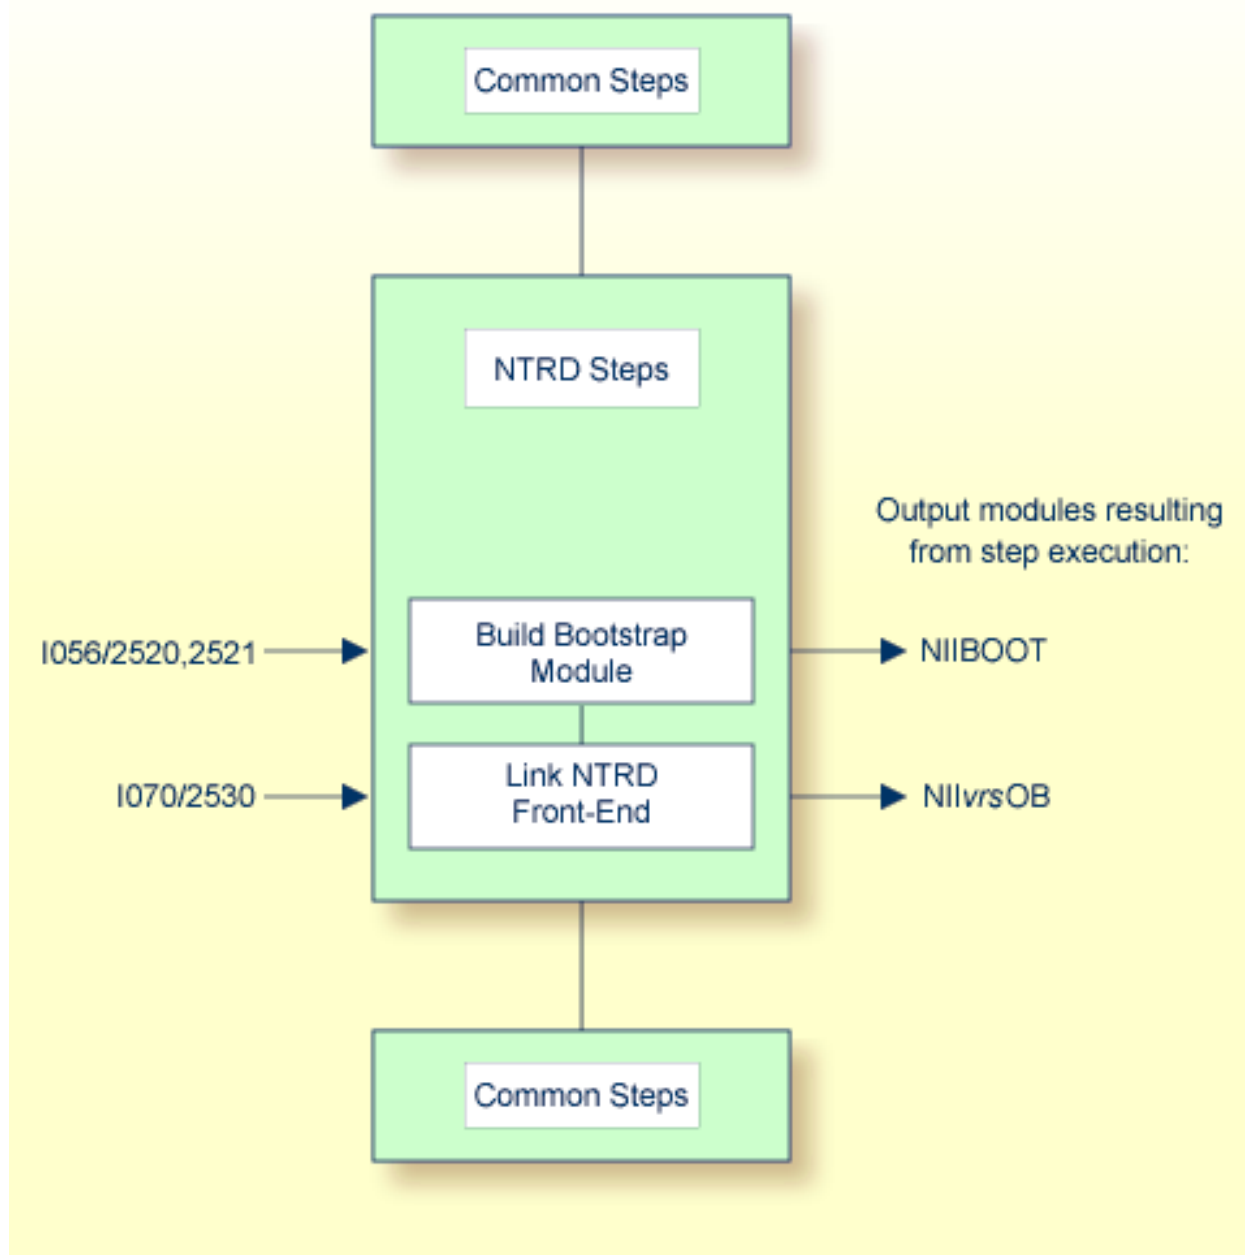 Common Steps
NTRD Steps
Output modules resulting
from step execution:
I056/2520,2521
Build Bootstrap
Module
NIIBOOT
I070/2530
Link NTRD
Front-End
NIIvrsOB
Common Steps